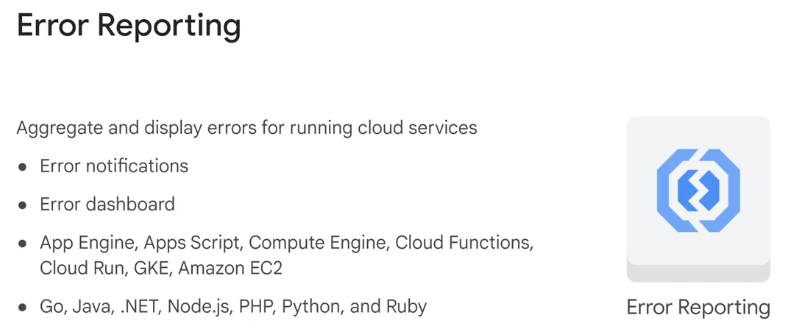 Error Reporting
Aggregate and display errors for running cloud services
● Error notifications
● Error dashboard
● App Engine, Apps Script, Compute Engine, Cloud Functions,
Cloud Run, GKE, Amazon EC2
● Go, Java, .NET, Node.js, PHP, Python, and Ruby
Error Reporting